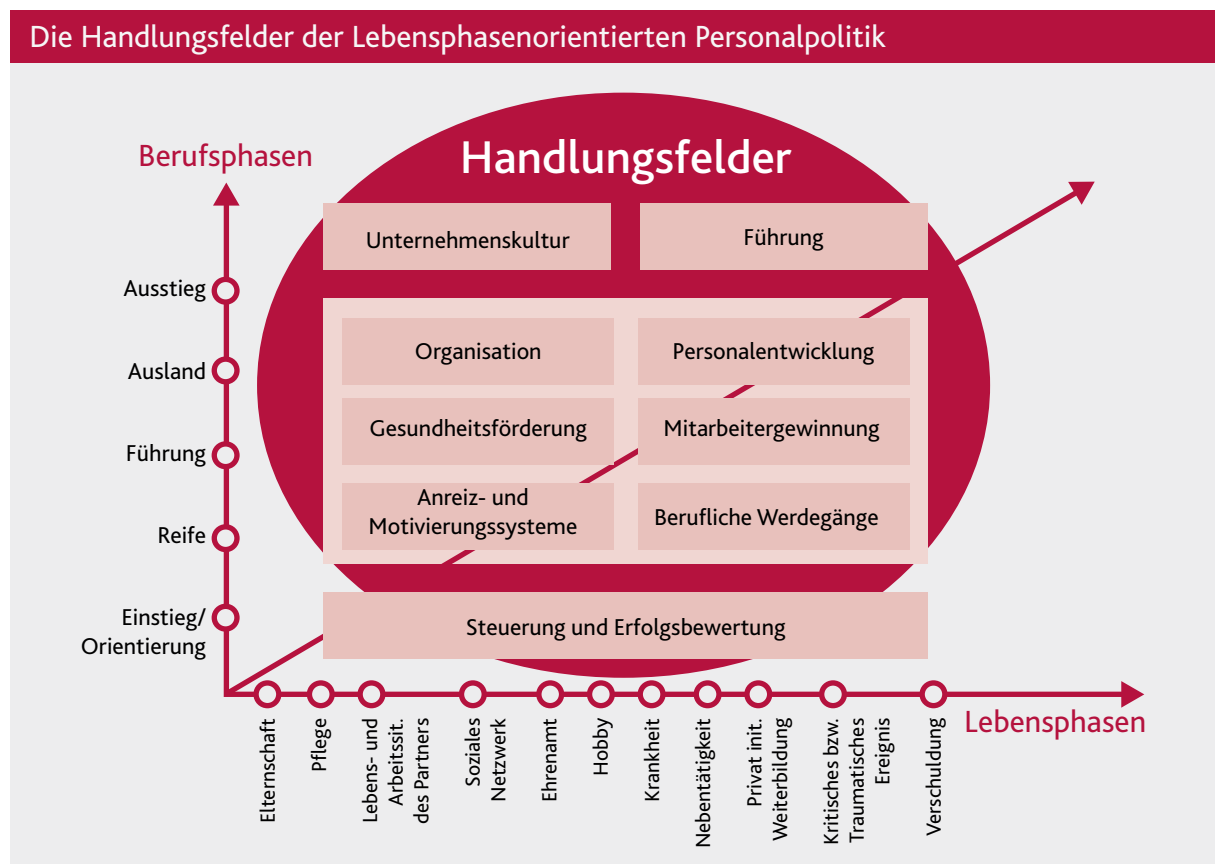 Die Handlungsfelder der Lebensphasenorientierten Personalpolitik
Berufsphasen
Handlungsfelder
Unternehmenskultur
Führung
Ausstieg
Ausland
Führung
Reife
Einstieg/
Orientierung
Organisation
Personalentwicklung
Gesundheitsförderung
Mitarbeitergewinnung
Anreiz- und
Motivierungssysteme
Berufliche Werdegänge
Steuerung und Erfolgsbewertung
Lebensphasen
Elternschaft
Pflege
Lebens- und
Arbeitssit.
des Partners
Soziales
Netzwerk
Ehrenamt
Hobby
Krankheit
Nebentätigkeit
Privat init.
Weiterbildung
Kritisches bzw.
Traumatisches
Ereignis
Verschuldung